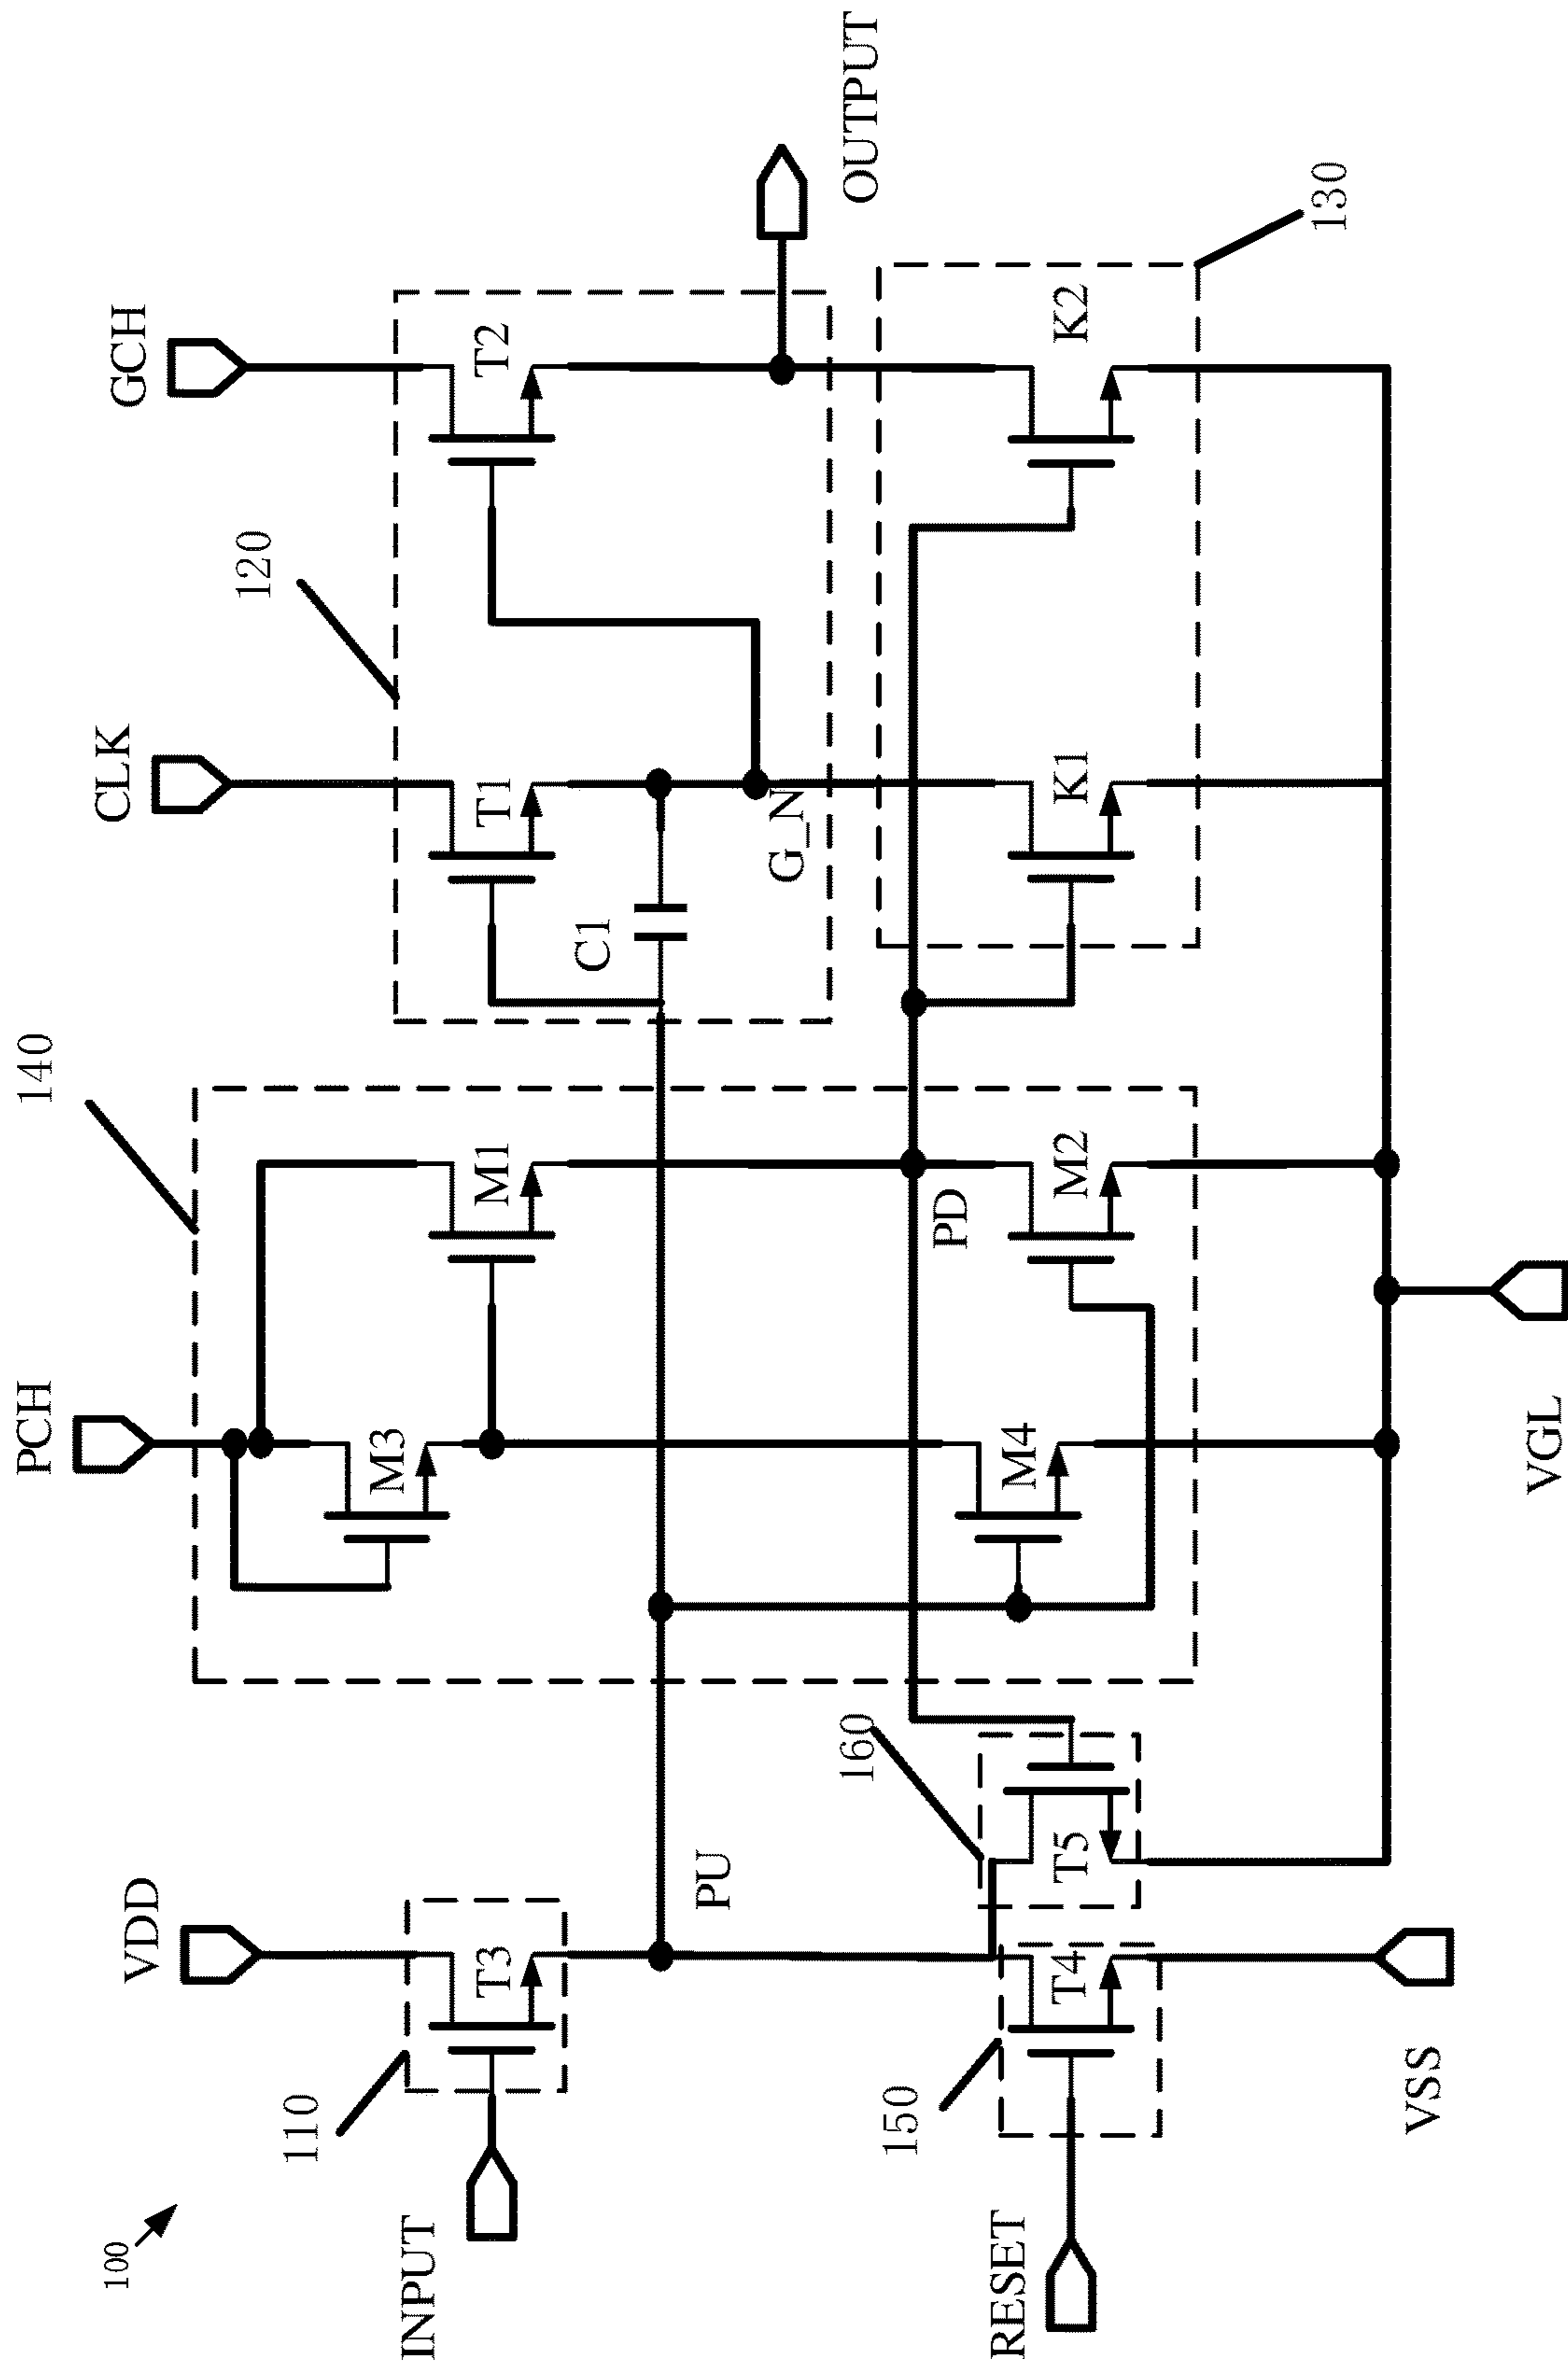 100
VDD
PCH
CLK
GCH
140
120
110
INPUT
T3
M3
M1
T1
T2
C1
PU
G_N
OUTPUT
160
PD
150
RESET
T4
T5
M4
M2
K1
K2
130
VSS
VGL